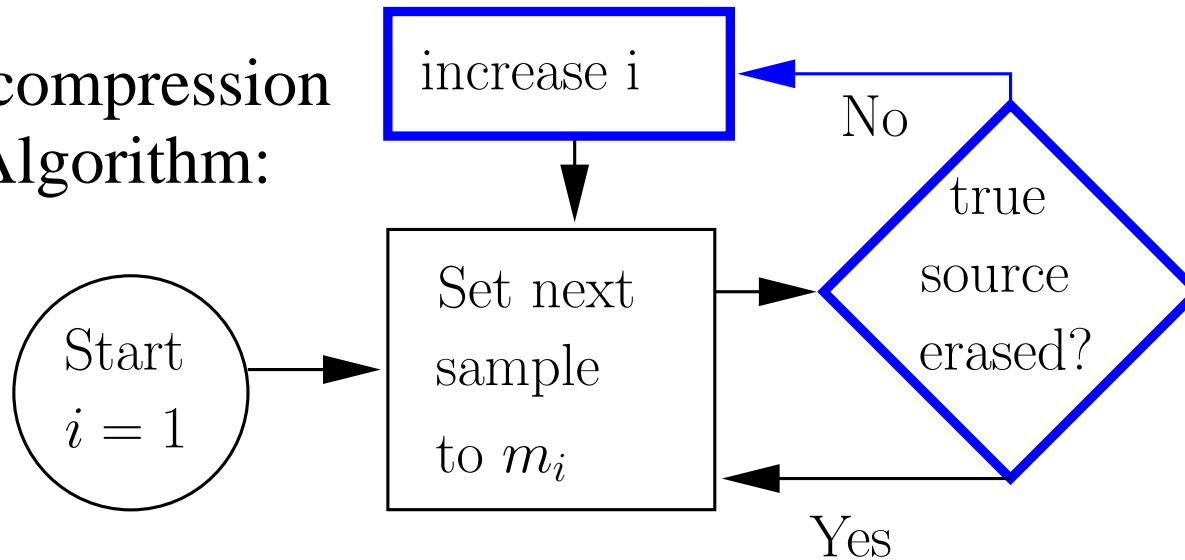 compression
Algorithm:
increase i
No
true
source
erased?
Set next
sample
to $m_i$
Start
$i = 1$
Yes